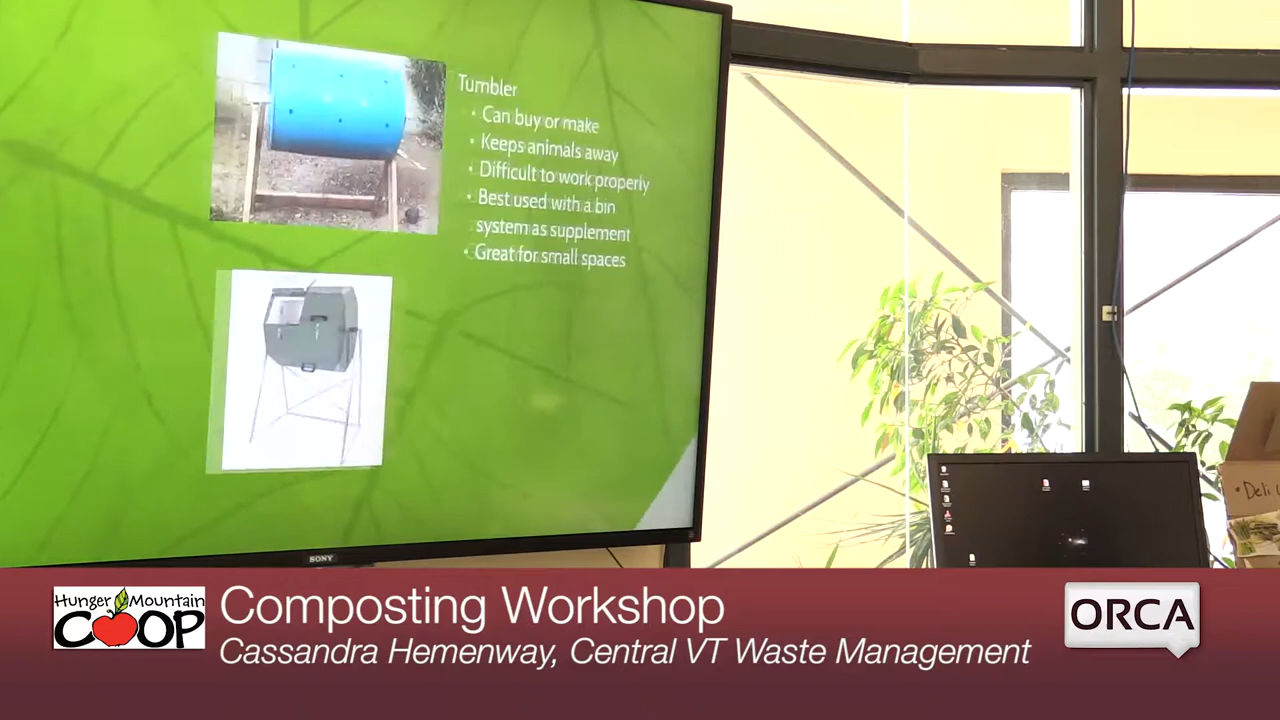 Tumbler
• Can buy or make
• Keeps animals away
• Difficult to work properly
• Best used with a bin
system as supplement
• Great for small spaces
SONY
• Deli
Hunger Mountain
COOP
Composting Workshop
Cassandra Hemenway, Central VT Waste Management
ORCA